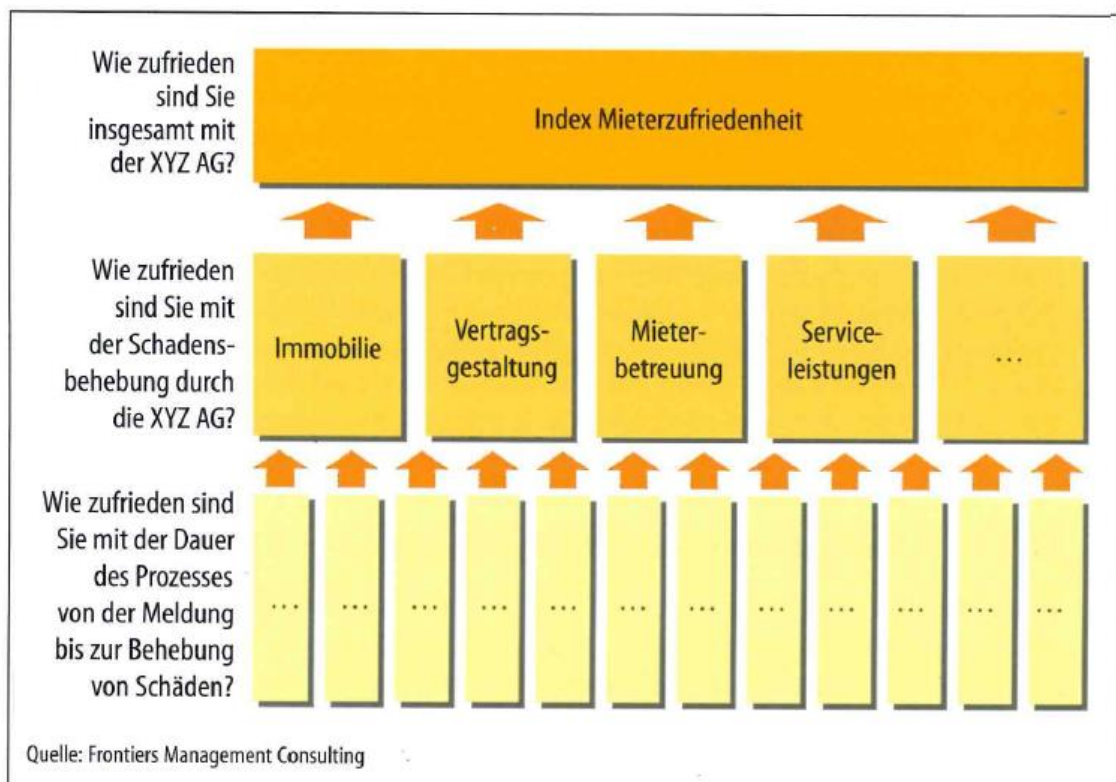 Wie zufrieden
sind Sie
insgesamt mit
der XYZ AG?
Index Mieterzufriedenheit
Wie zufrieden
sind Sie mit
der Schadens-
behebung durch
die XYZ AG?
Immobilie
Vertrags-
gestaltung
Mieter-
betreuung
Service-
leistungen
...
Wie zufrieden sind
Sie mit der Dauer
des Prozesses
von der Meldung
bis zur Behebung
von Schäden?
... ... ... ... ... ... ... ... ... ... ... ...
Quelle: Frontiers Management Consulting